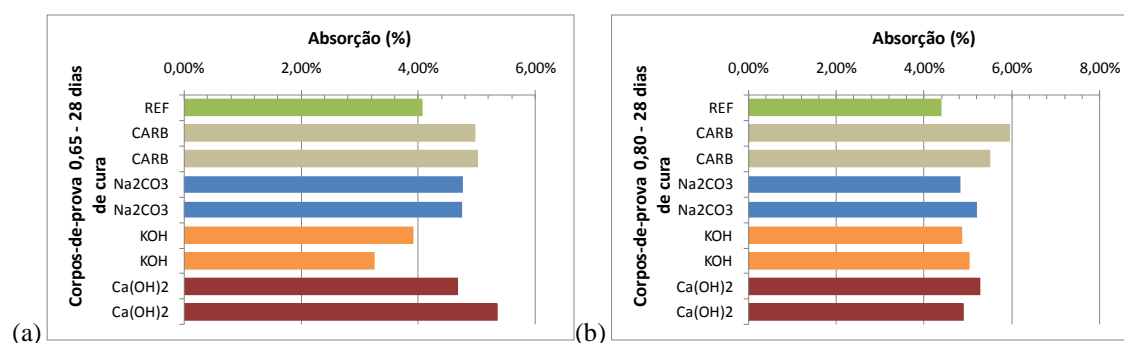 Absorção (%)
0,00% 2,00% 4,00% 6,00%
Corpos-de-prova 0,65 - 28 dias
de cura
REF
CARB
CARB
Na2CO3
Na2CO3
KOH
KOH
Ca(OH)2
Ca(OH)2
(a)
Absorção (%)
0,00% 2,00% 4,00% 6,00% 8,00%
Corpos-de-prova 0,80 - 28 dias
de cura
REF
CARB
CARB
Na2CO3
Na2CO3
KOH
KOH
Ca(OH)2
Ca(OH)2
(b)